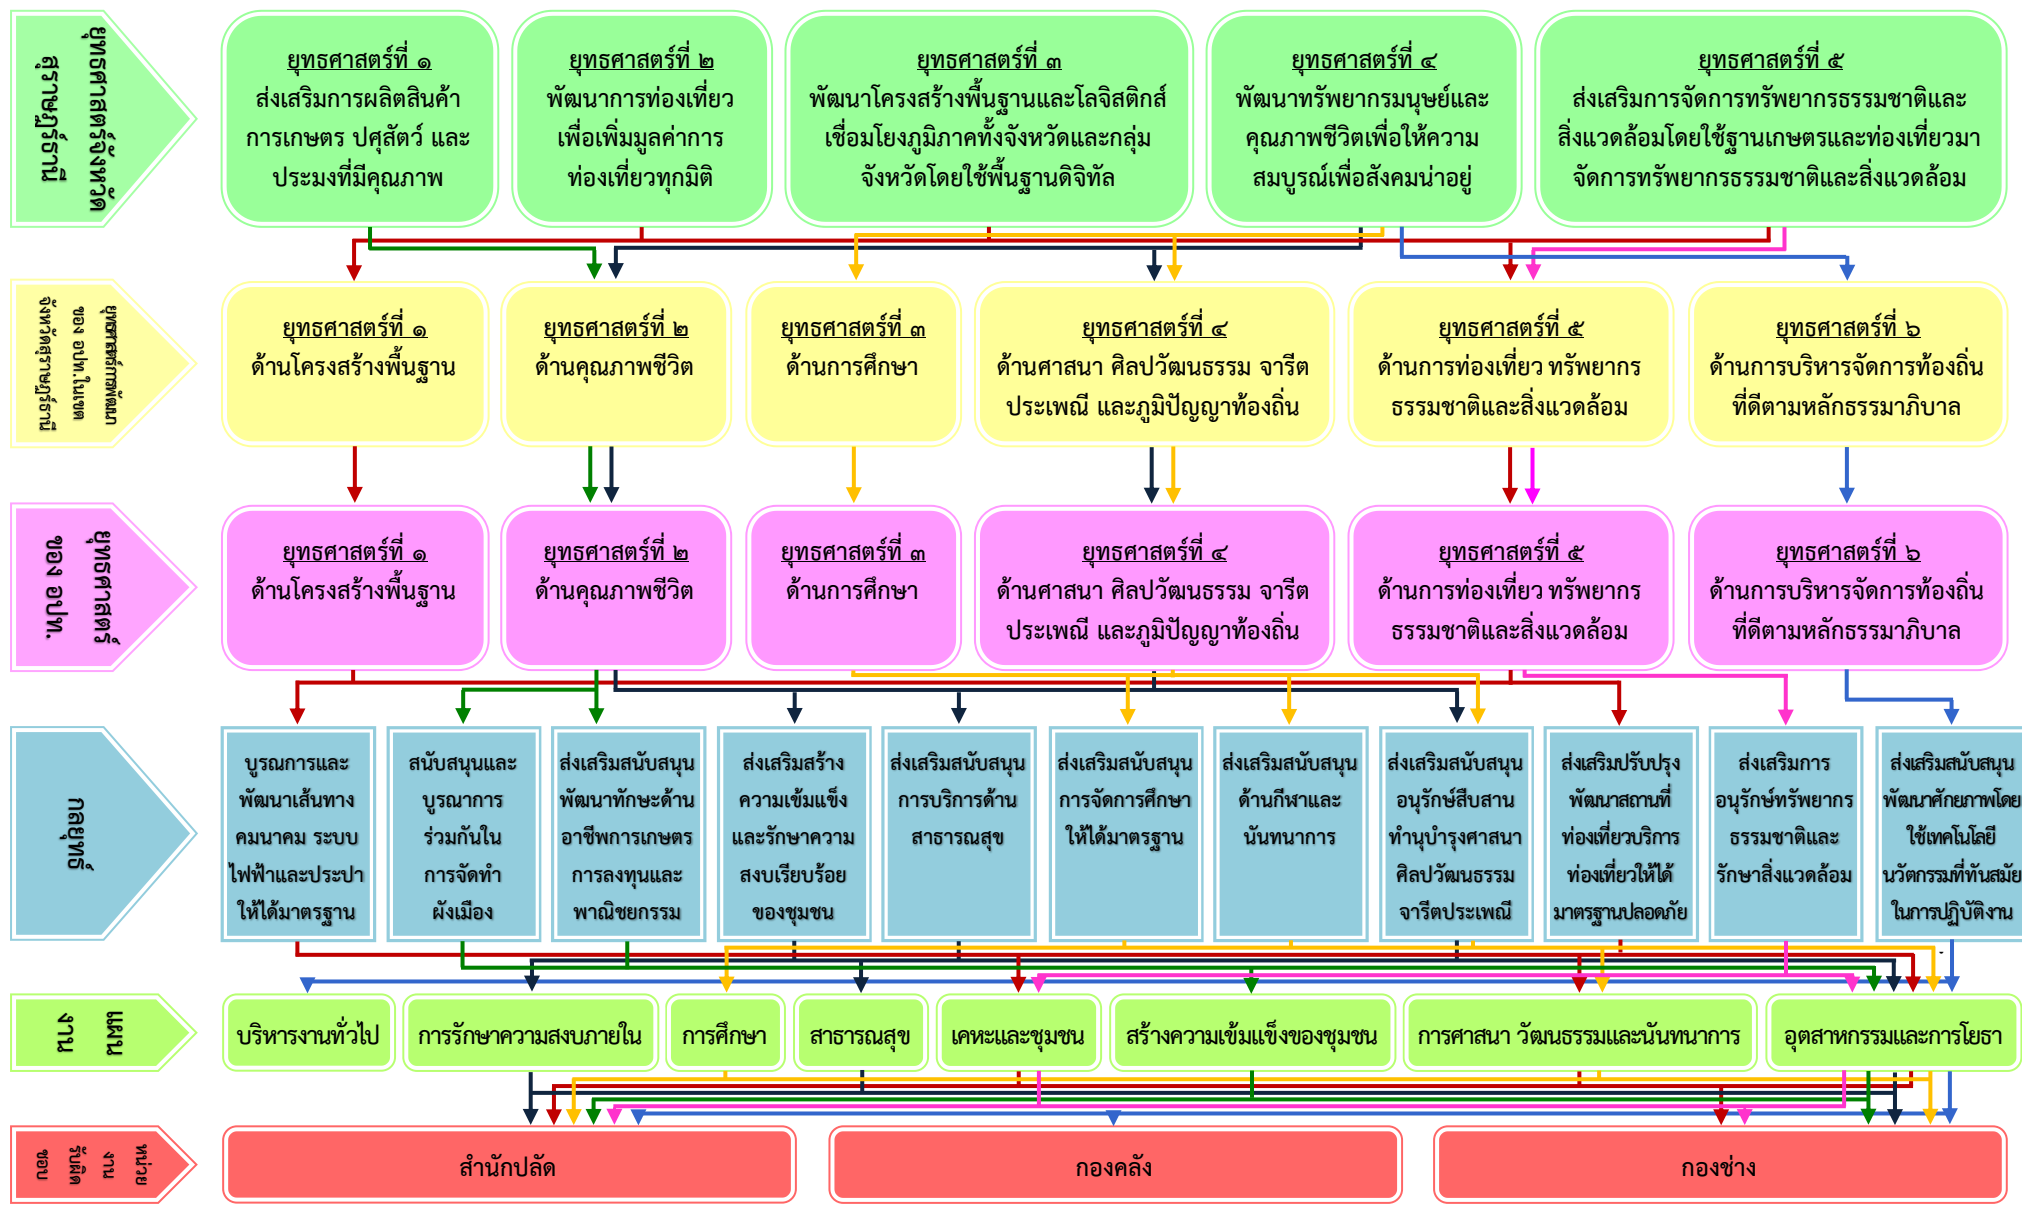 ยุทธศาสตร์จังหวัด
สุราษฎร์ธานี
ยุทธศาสตร์ที่ ๑
ส่งเสริมการผลิตสินค้า
การเกษตร ปศุสัตว์ และ
ประมงที่มีคุณภาพ
ยุทธศาสตร์ที่ ๒
พัฒนาการท่องเที่ยว
เพื่อเพิ่มมูลค่าการ
ท่องเที่ยวทุกมิติ
ยุทธศาสตร์ที่ ๓
พัฒนาโครงสร้างพื้นฐานและโลจิสติกส์
เชื่อมโยงภูมิภาคทั้งจังหวัดและกลุ่ม
จังหวัดโดยใช้พื้นฐานดิจิทัล
ยุทธศาสตร์ที่ ๔
พัฒนาทรัพยากรมนุษย์และ
คุณภาพชีวิตเพื่อให้ความ
สมบูรณ์เพื่อสังคมน่าอยู่
ยุทธศาสตร์ที่ ๕
ส่งเสริมการจัดการทรัพยากรธรรมชาติและ
สิ่งแวดล้อมโดยใช้ฐานเกษตรและท่องเที่ยวมา
จัดการทรัพยากรธรรมชาติและสิ่งแวดล้อม
ยุทธศาสตร์การพัฒนา
ของ อปท.ในเขต
จังหวัดสุราษฎร์ธานี
ยุทธศาสตร์ที่ ๑
ด้านโครงสร้างพื้นฐาน
ยุทธศาสตร์ที่ ๒
ด้านคุณภาพชีวิต
ยุทธศาสตร์ที่ ๓
ด้านการศึกษา
ยุทธศาสตร์ที่ ๔
ด้านศาสนา ศิลปวัฒนธรรม จารีต
ประเพณี และภูมิปัญญาท้องถิ่น
ยุทธศาสตร์ที่ ๕
ด้านการท่องเที่ยว ทรัพยากร
ธรรมชาติและสิ่งแวดล้อม
ยุทธศาสตร์ที่ ๖
ด้านการบริหารจัดการท้องถิ่น
ที่ดีตามหลักธรรมาภิบาล
ยุทธศาสตร์
ของ อปท.
ยุทธศาสตร์ที่ ๑
ด้านโครงสร้างพื้นฐาน
ยุทธศาสตร์ที่ ๒
ด้านคุณภาพชีวิต
ยุทธศาสตร์ที่ ๓
ด้านการศึกษา
ยุทธศาสตร์ที่ ๔
ด้านศาสนา ศิลปวัฒนธรรม จารีต
ประเพณี และภูมิปัญญาท้องถิ่น
ยุทธศาสตร์ที่ ๕
ด้านการท่องเที่ยว ทรัพยากร
ธรรมชาติและสิ่งแวดล้อม
ยุทธศาสตร์ที่ ๖
ด้านการบริหารจัดการท้องถิ่น
ที่ดีตามหลักธรรมาภิบาล
กลยุทธ์
บูรณการและ
พัฒนาเส้นทาง
คมนาคม ระบบ
ไฟฟ้าและประปา
ให้ได้มาตรฐาน
สนับสนุนและ
บูรณาการ
ร่วมกันใน
การจัดทำ
ผังเมือง
ส่งเสริมสนับสนุน
พัฒนาทักษะด้าน
อาชีพการเกษตร
การลงทุนและ
พาณิชยกรรม
ส่งเสริมสร้าง
ความเข้มแข็ง
และรักษาความ
สงบเรียบร้อย
ของชุมชน
ส่งเสริมสนับสนุน
การบริการด้าน
สาธารณสุข
ส่งเสริมสนับสนุน
การจัดการศึกษา
ให้ได้มาตรฐาน
ส่งเสริมสนับสนุน
ด้านกีฬาและ
นันทนาการ
ส่งเสริมสนับสนุน
อนุรักษ์สืบสาน
ทำนุบำรุงศาสนา
ศิลปวัฒนธรรม
จารีตประเพณี
ส่งเสริมปรับปรุง
พัฒนาสถานที่
ท่องเที่ยวบริการ
ท่องเที่ยวให้ได้
มาตรฐานปลอดภัย
ส่งเสริมการ
อนุรักษ์ทรัพยากร
ธรรมชาติและ
รักษาสิ่งแวดล้อม
ส่งเสริมสนับสนุน
พัฒนาศักยภาพโดย
ใช้เทคโนโลยี
นวัตกรรมที่ทันสมัย
ในการปฏิบัติงาน
แผน
งาน
บริหารงานทั่วไป
การรักษาความสงบภายใน
การศึกษา
สาธารณสุข
เคหะและชุมชน
สร้างความเข้มแข็งของชุมชน
การศาสนา วัฒนธรรมและนันทนาการ
อุตสาหกรรมและการโยธา
หน่วย
งาน
รับผิด
ชอบ
สำนักปลัด
กองคลัง
กองช่าง